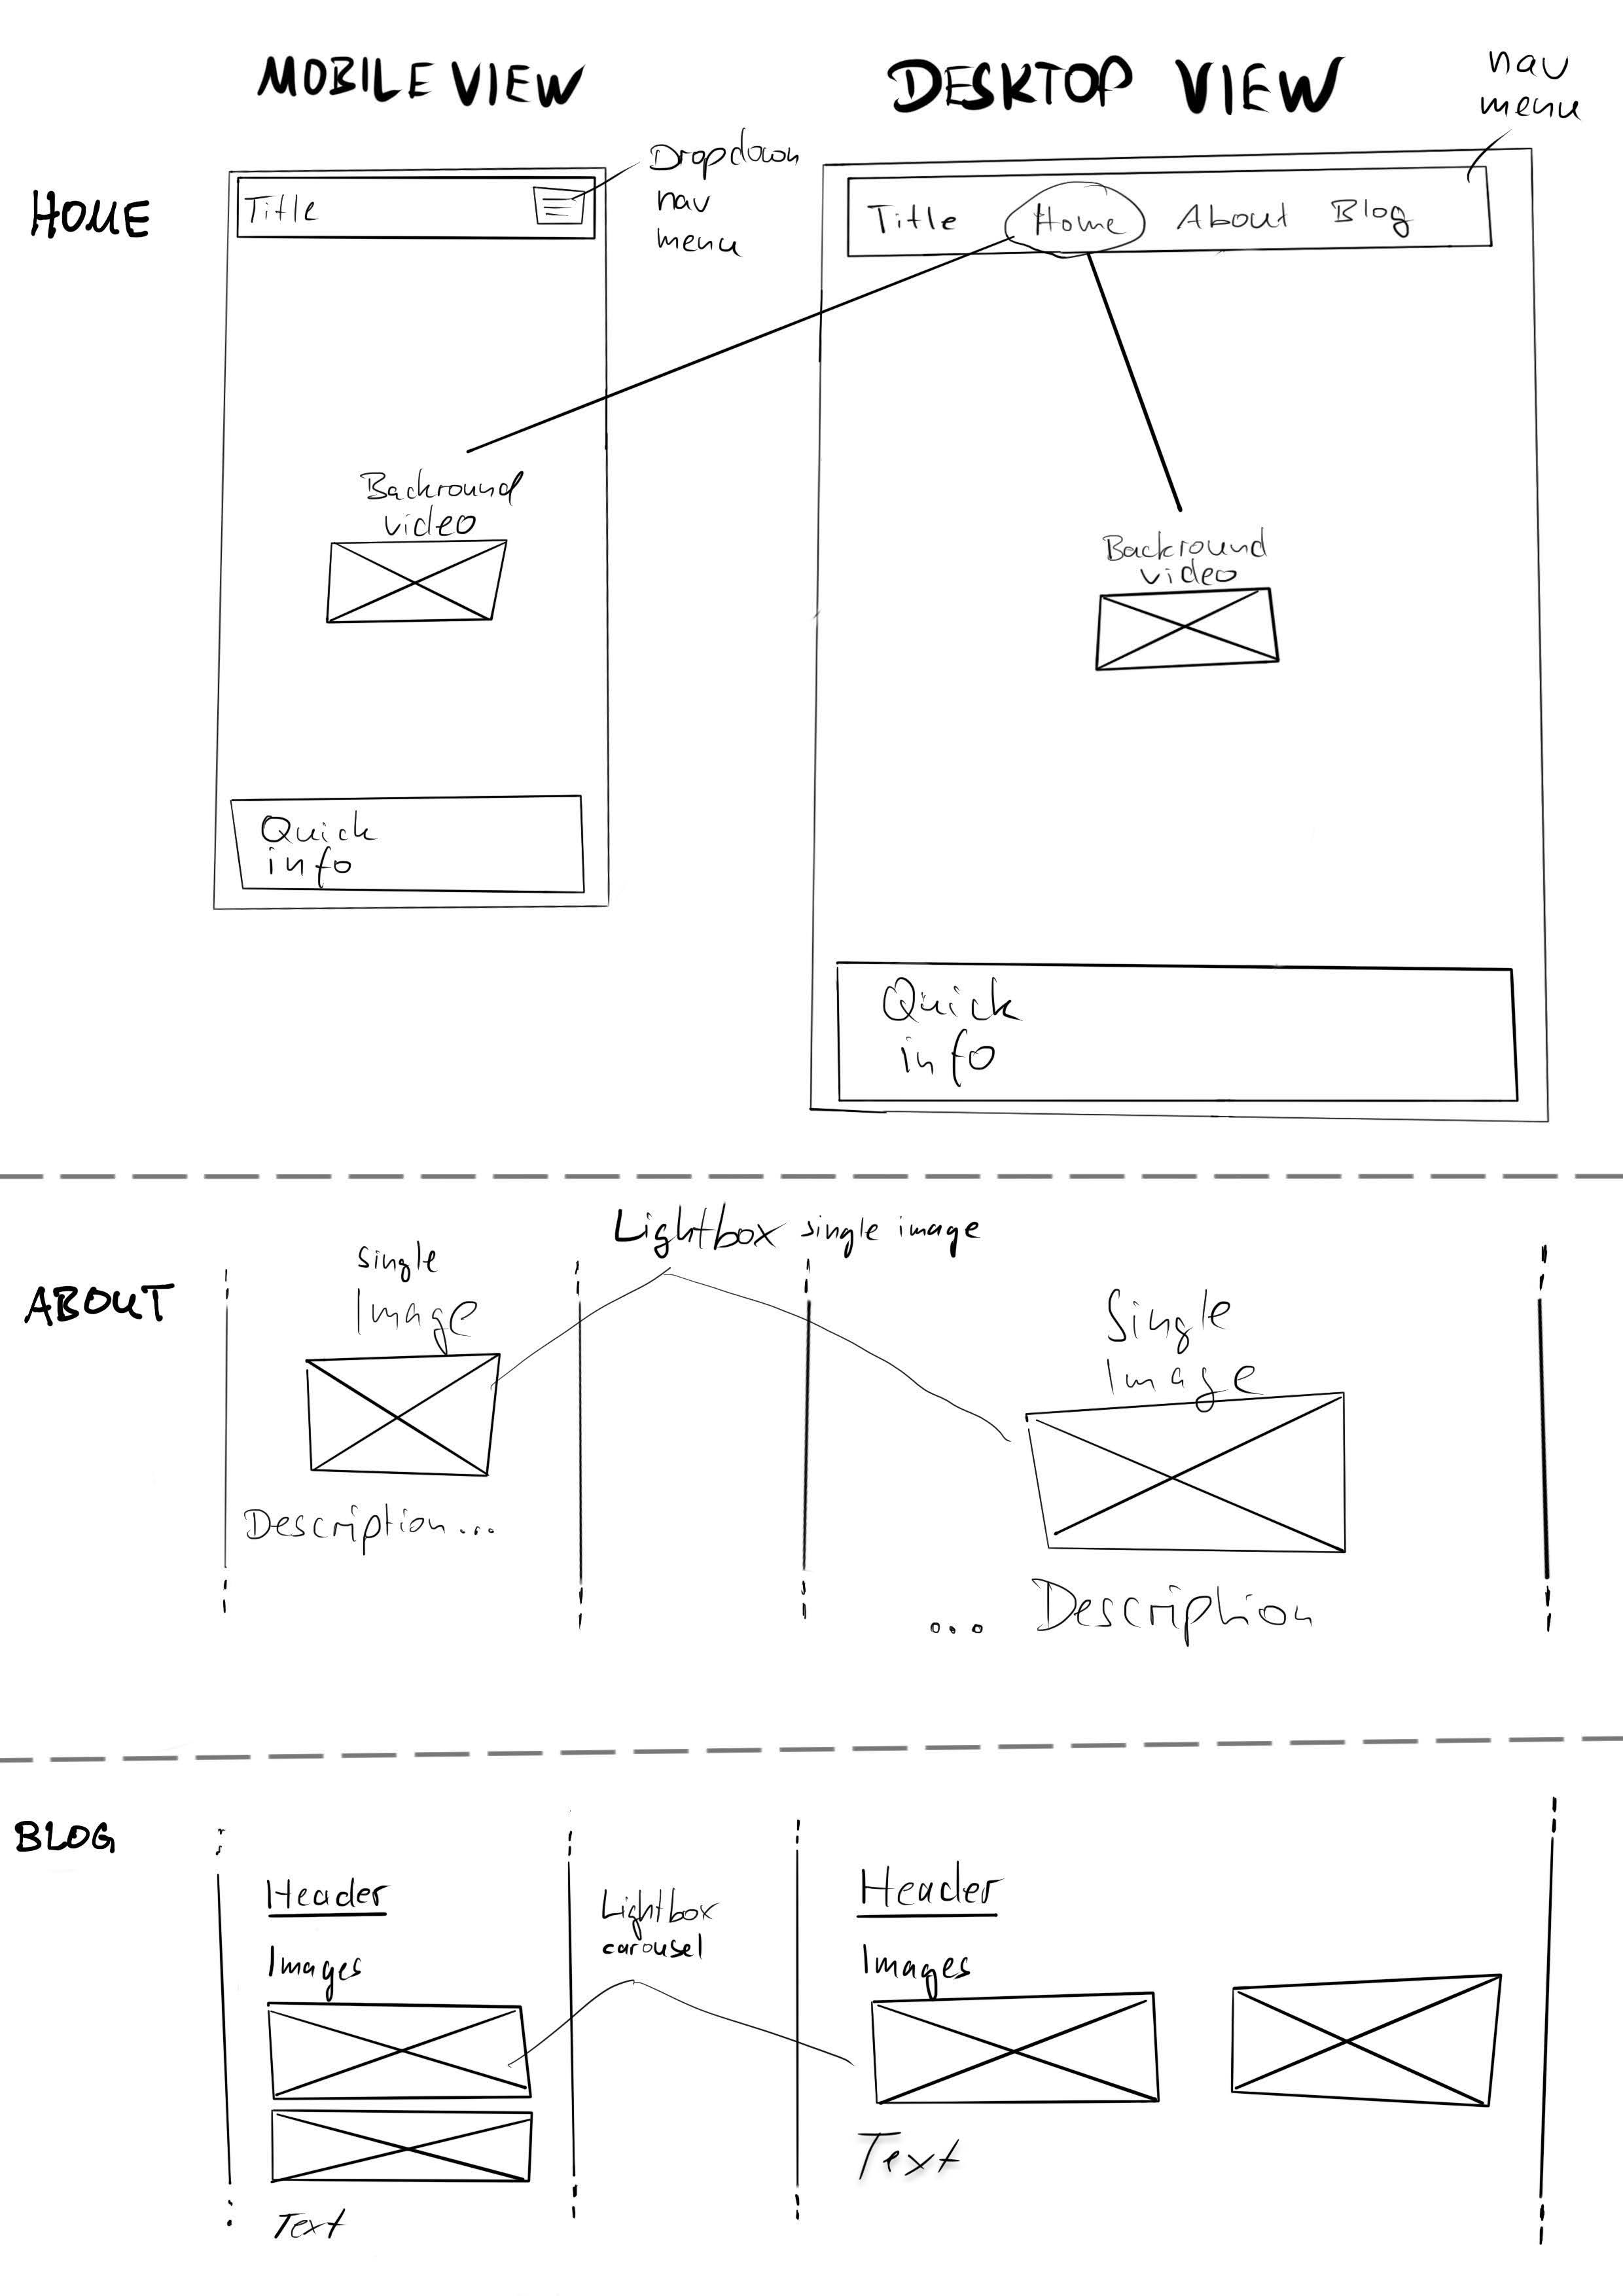 MOBILE VIEW
DESKTOP VIEW
nav
menu
HOME
Title
Dropdown
nav
menu
Title Home About Blog
Backround
video
Backround
video
Quick
info
Quick
info
ABOUT
Lightbox single image
single
Image
Description...
Single
Image
... Description
BLOG
Header
Images
Text
Lightbox
carousel
Header
Images
Text